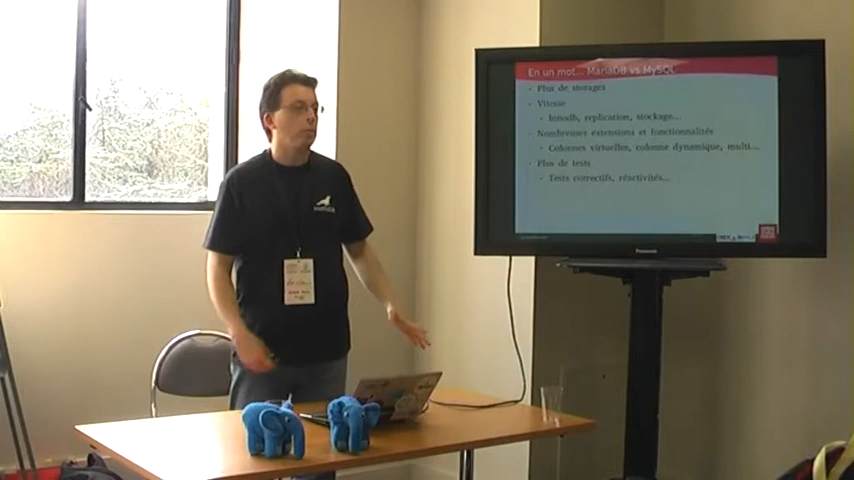 En un mot... MariaDB vs MySQL
- Plus de storages
- Vitesse
- Innodb, replication, stockage...
- Nombreuses extensions et fonctionnalités
- Colonnes virtuelles, colonne dynamique, multi...
- Plus de tests
- Tests correctifs, réactivités...
Panasonic